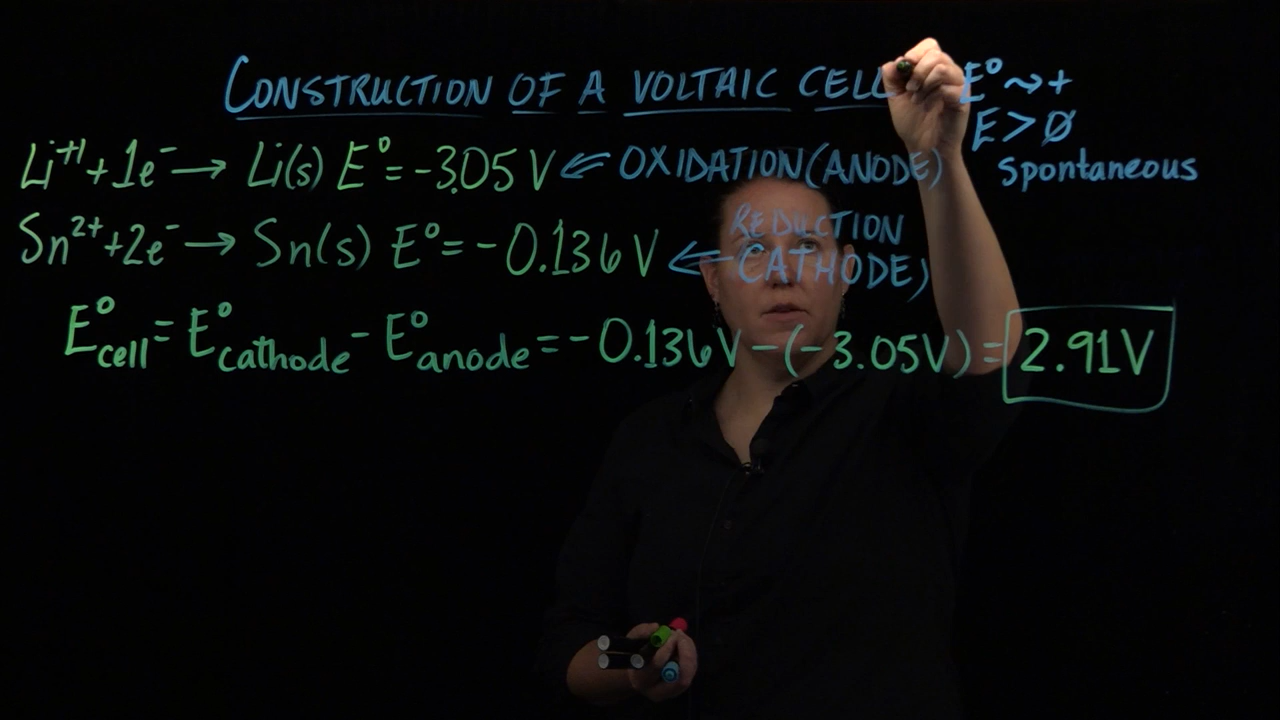 CONSTRUCTION OF A VOLTAIC CELL
E° ⇝ +
E > Ø
Spontaneous
Li⁺¹ + 1e⁻ → Li(s) E° = -3.05 V ⇐ OXIDATION (ANODE)
Sn²⁺ + 2e⁻ → Sn(s) E° = -0.136 V ⇐ REDUCTION
CATHODE)
E°cell = E°cathode - E°anode = -0.136V - (-3.05V) = 2.91V